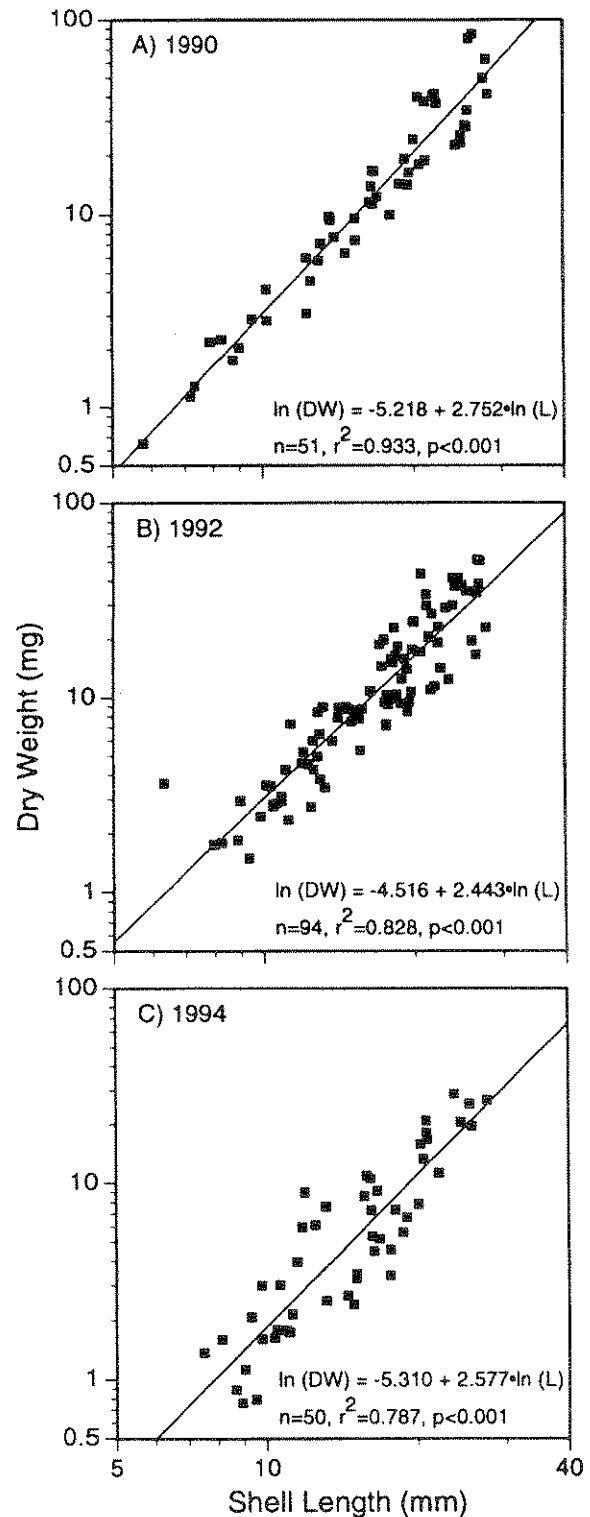 100
A) 1990
10
1
0.5
ln (DW) = -5.218 + 2.752•ln (L)
n=51, r²=0.933, p<0.001
100
B) 1992
10
1
0.5
ln (DW) = -4.516 + 2.443•ln (L)
n=94, r²=0.828, p<0.001
Dry Weight (mg)
100
C) 1994
10
1
0.5
ln (DW) = -5.310 + 2.577•ln (L)
n=50, r²=0.787, p<0.001
5 10 40
Shell Length (mm)